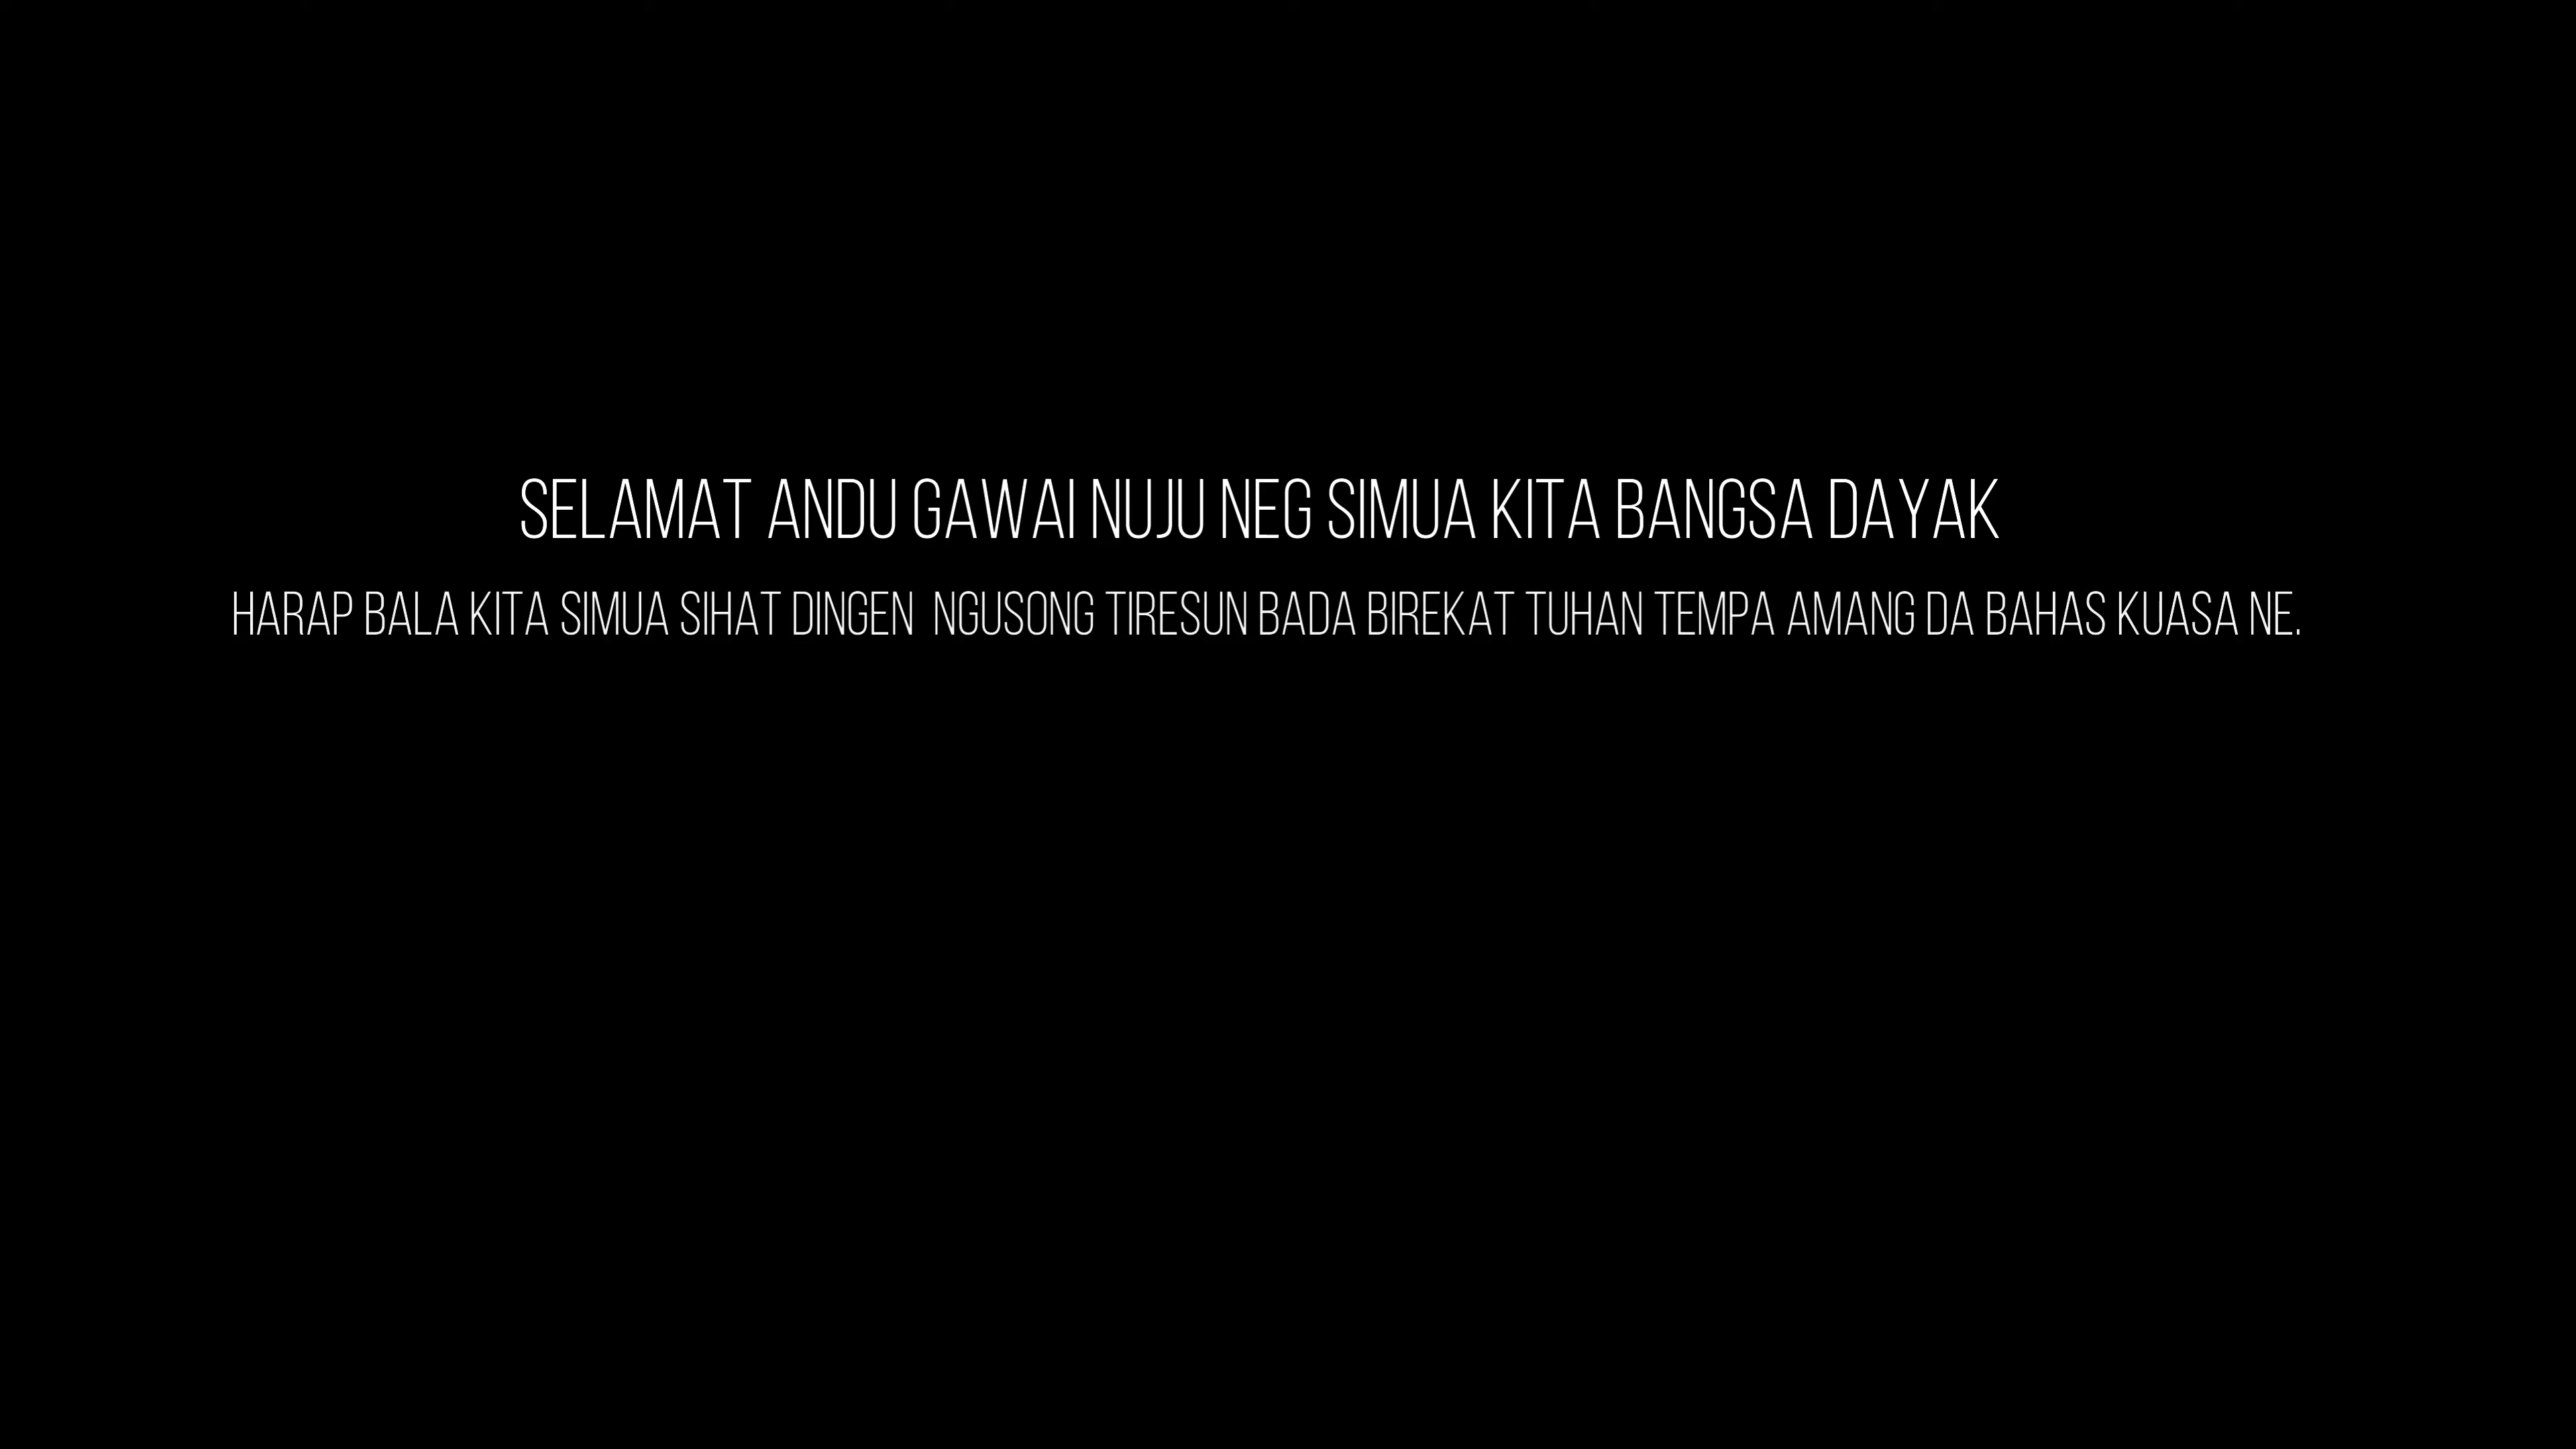 SELAMAT ANDU GAWAI NUJU NEG SIMUA KITA BANGSA DAYAK
HARAP BALA KITA SIMUA SIHAT DINGEN NGUSONG TIRESUN BADA BIREKAT TUHAN TEMPA AMANG DA BAHAS KUASA NE.